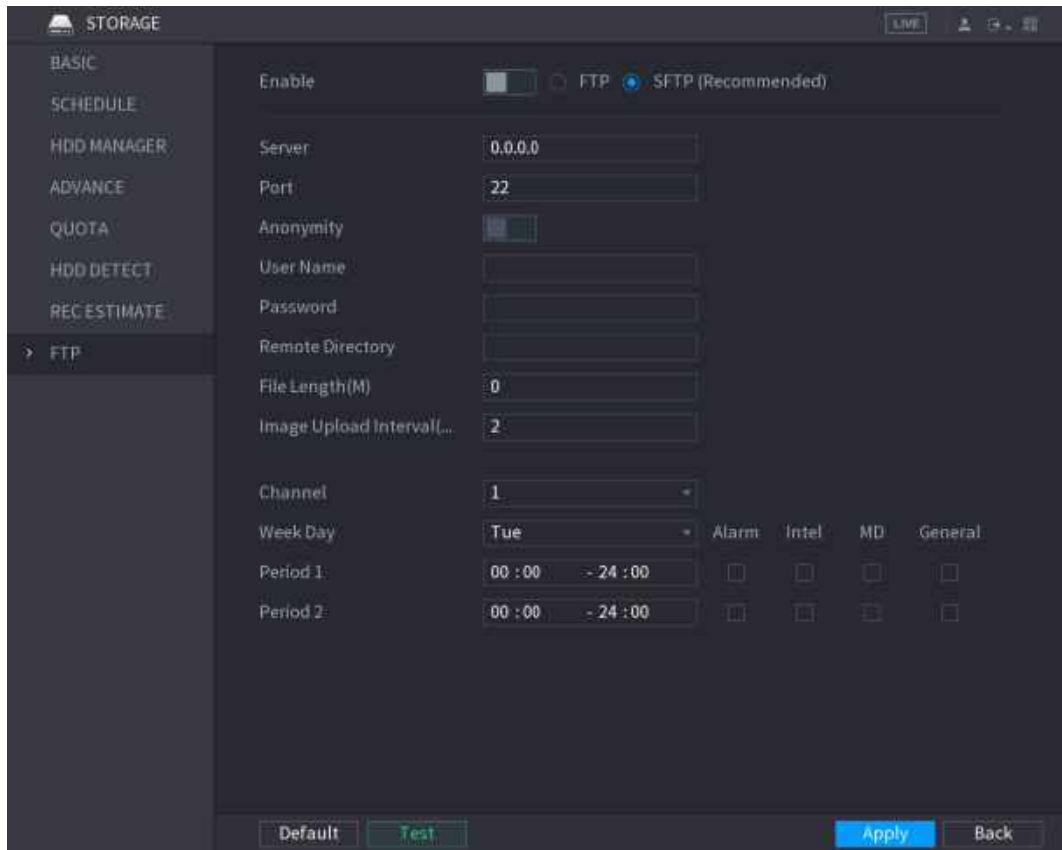 STORAGE LIVE
BASIC
SCHEDULE
HDD MANAGER
ADVANCE
QUOTA
HDD DETECT
REC ESTIMATE
> FTP
Enable FTP SFTP (Recommended)
Server 0.0.0.0
Port 22
Anonymity
User Name
Password
Remote Directory
File Length(M) 0
Image Upload Interval(... 2
Channel 1
Week Day Tue Alarm Intel MD General
Period 1 00 : 00 - 24 : 00
Period 2 00 : 00 - 24 : 00
Default Test Apply Back